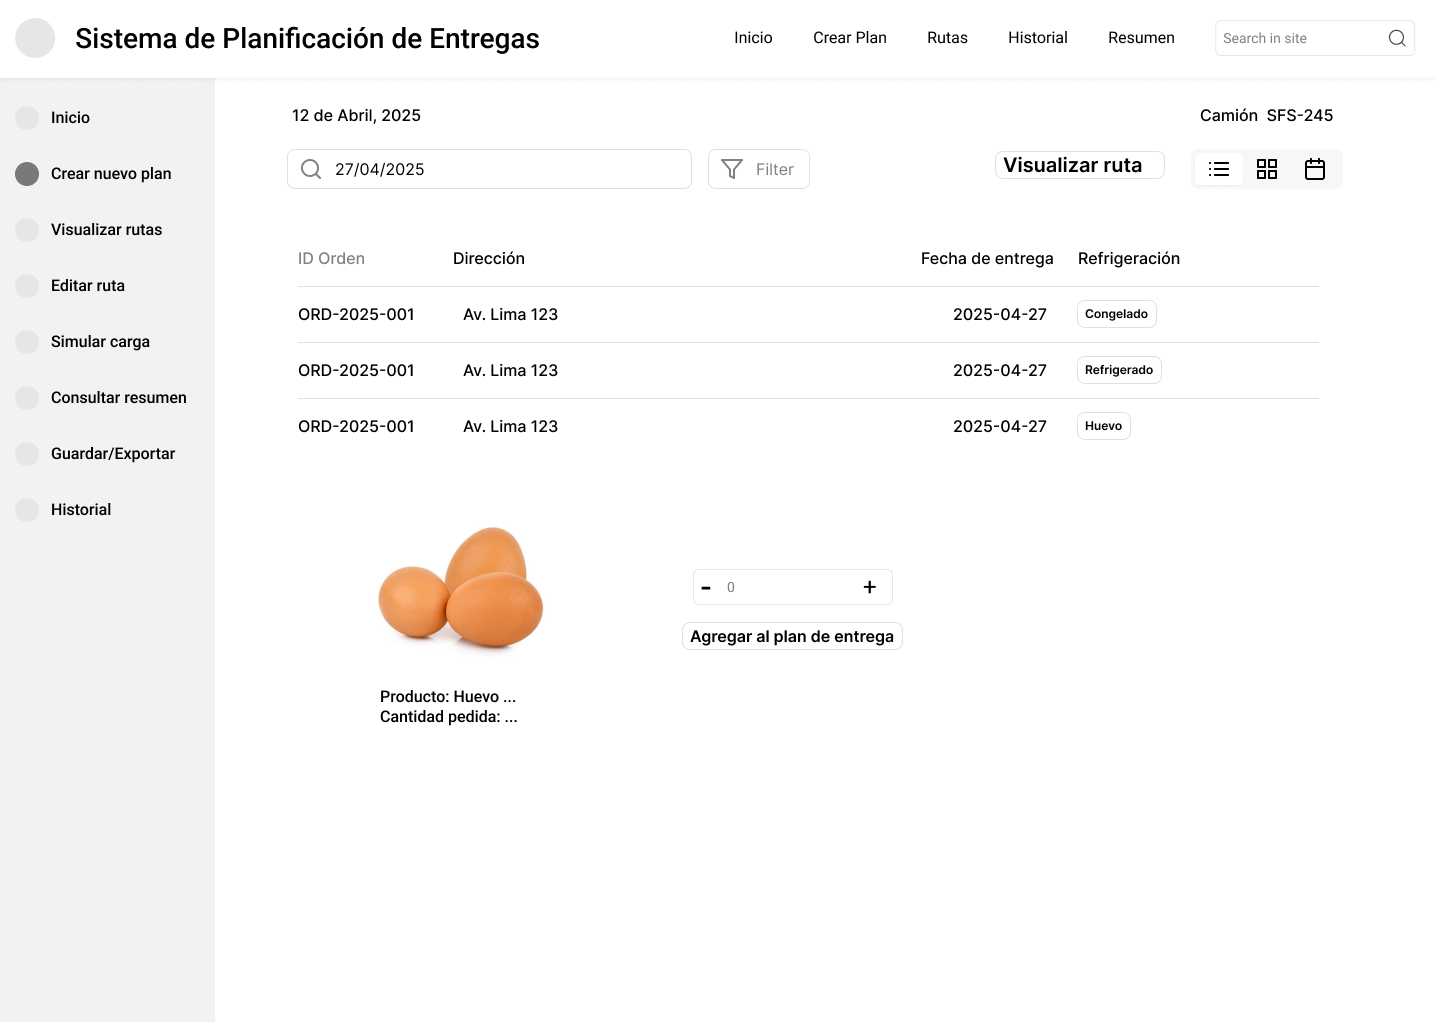 Sistema de Planificación de Entregas
Inicio Crear Plan Rutas Historial Resumen
Search in site
Inicio
Crear nuevo plan
Visualizar rutas
Editar ruta
Simular carga
Consultar resumen
Guardar/Exportar
Historial
12 de Abril, 2025
Camión SFS-245
27/04/2025
Filter
Visualizar ruta
ID Orden Dirección Fecha de entrega Refrigeración
ORD-2025-001 Av. Lima 123 2025-04-27 Congelado
ORD-2025-001 Av. Lima 123 2025-04-27 Refrigerado
ORD-2025-001 Av. Lima 123 2025-04-27 Huevo
- 0 +
Agregar al plan de entrega
Producto: Huevo ...
Cantidad pedida: ...